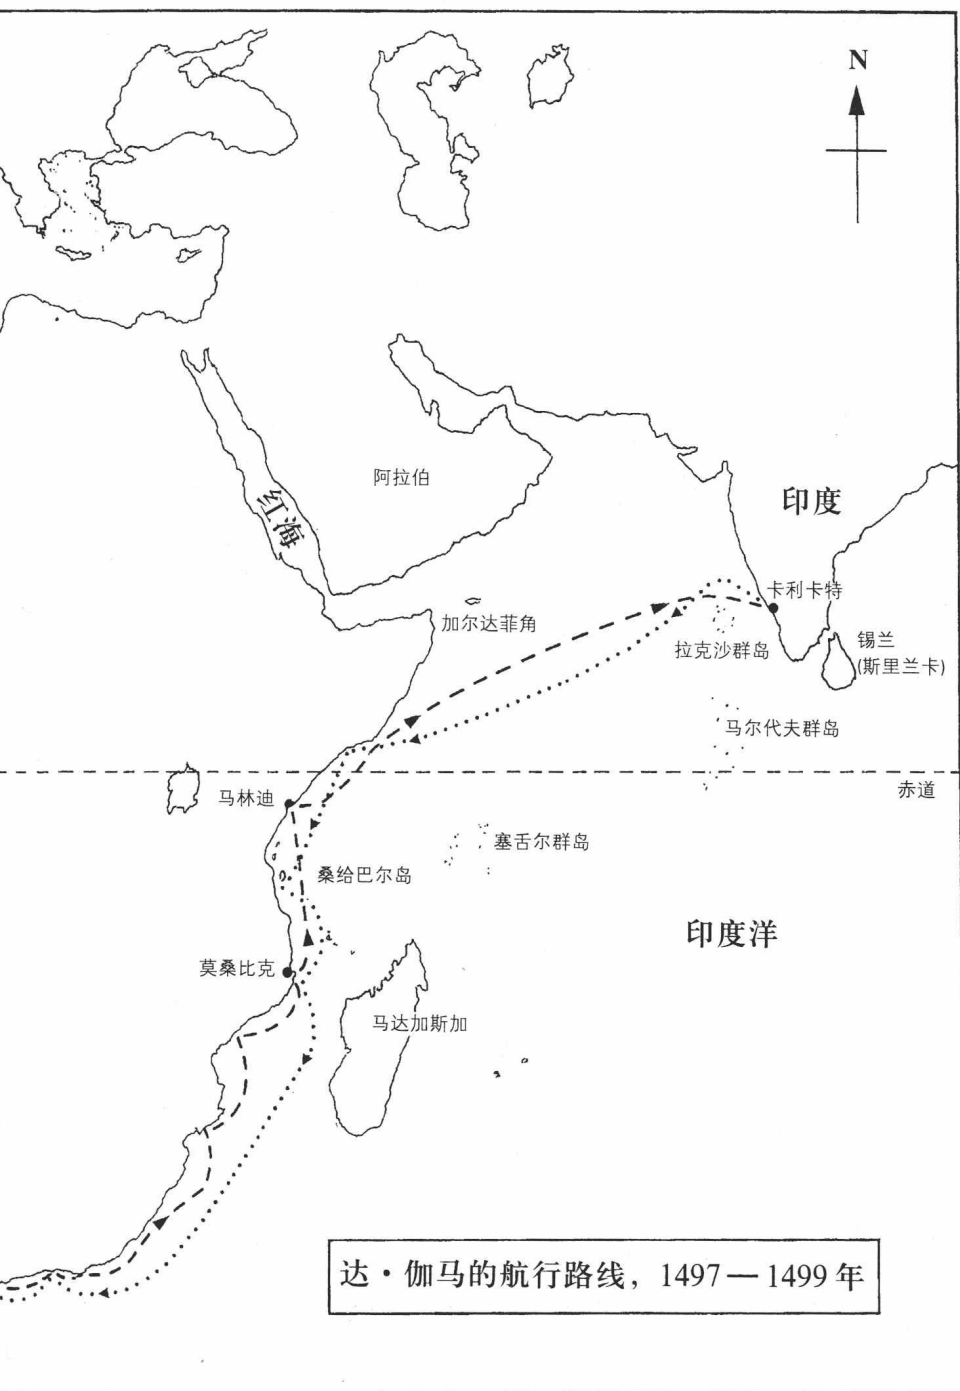 N
阿拉伯
红海
印度
卡利卡特
加尔达菲角
锡兰
(斯里兰卡)
拉克沙群岛
马尔代夫群岛
赤道
马林迪
塞舌尔群岛
桑给巴尔岛
印度洋
莫桑比克
马达加斯加
达·伽马的航行路线，1497—1499年